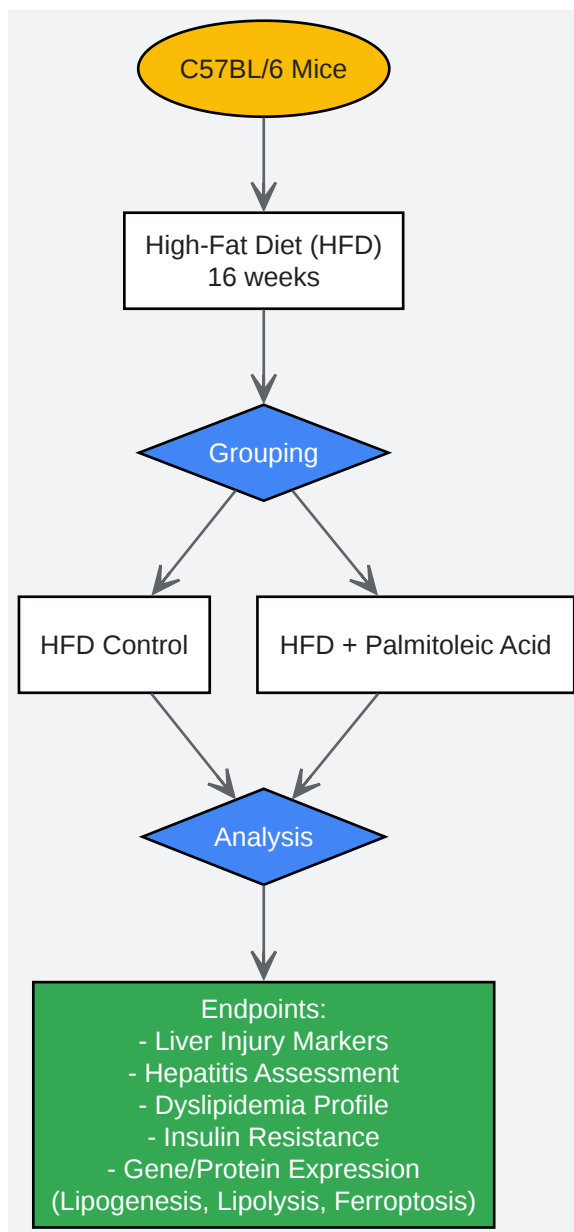 C57BL/6 Mice
High-Fat Diet (HFD)
16 weeks
Grouping
HFD Control
HFD + Palmitoleic Acid
Analysis
Endpoints:
- Liver Injury Markers
- Hepatitis Assessment
- Dyslipidemia Profile
- Insulin Resistance
- Gene/Protein Expression
(Lipogenesis, Lipolysis, Ferroptosis)